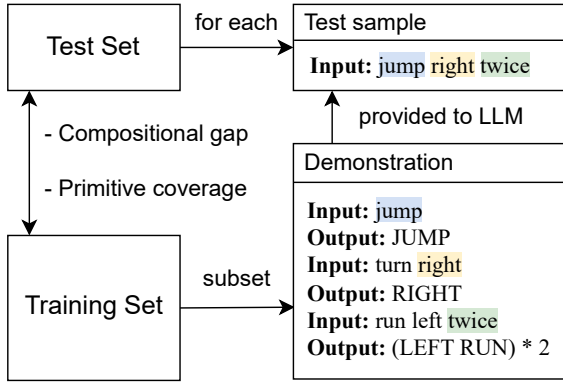 Test Set
for each
Test sample
Input: jump right twice
- Compositional gap
- Primitive coverage
provided to LLM
Training Set
subset
Demonstration
Input: jump
Output: JUMP
Input: turn right
Output: RIGHT
Input: run left twice
Output: (LEFT RUN) * 2